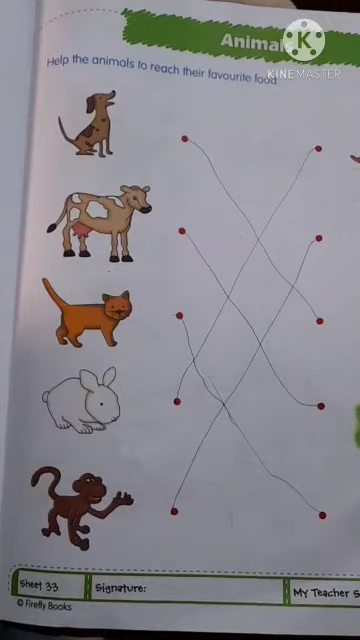 Animal
K
KINEMASTER
Help the animals to reach their favourite food.
Sheet 33
Signature:
My Teacher S
© Firefly Books